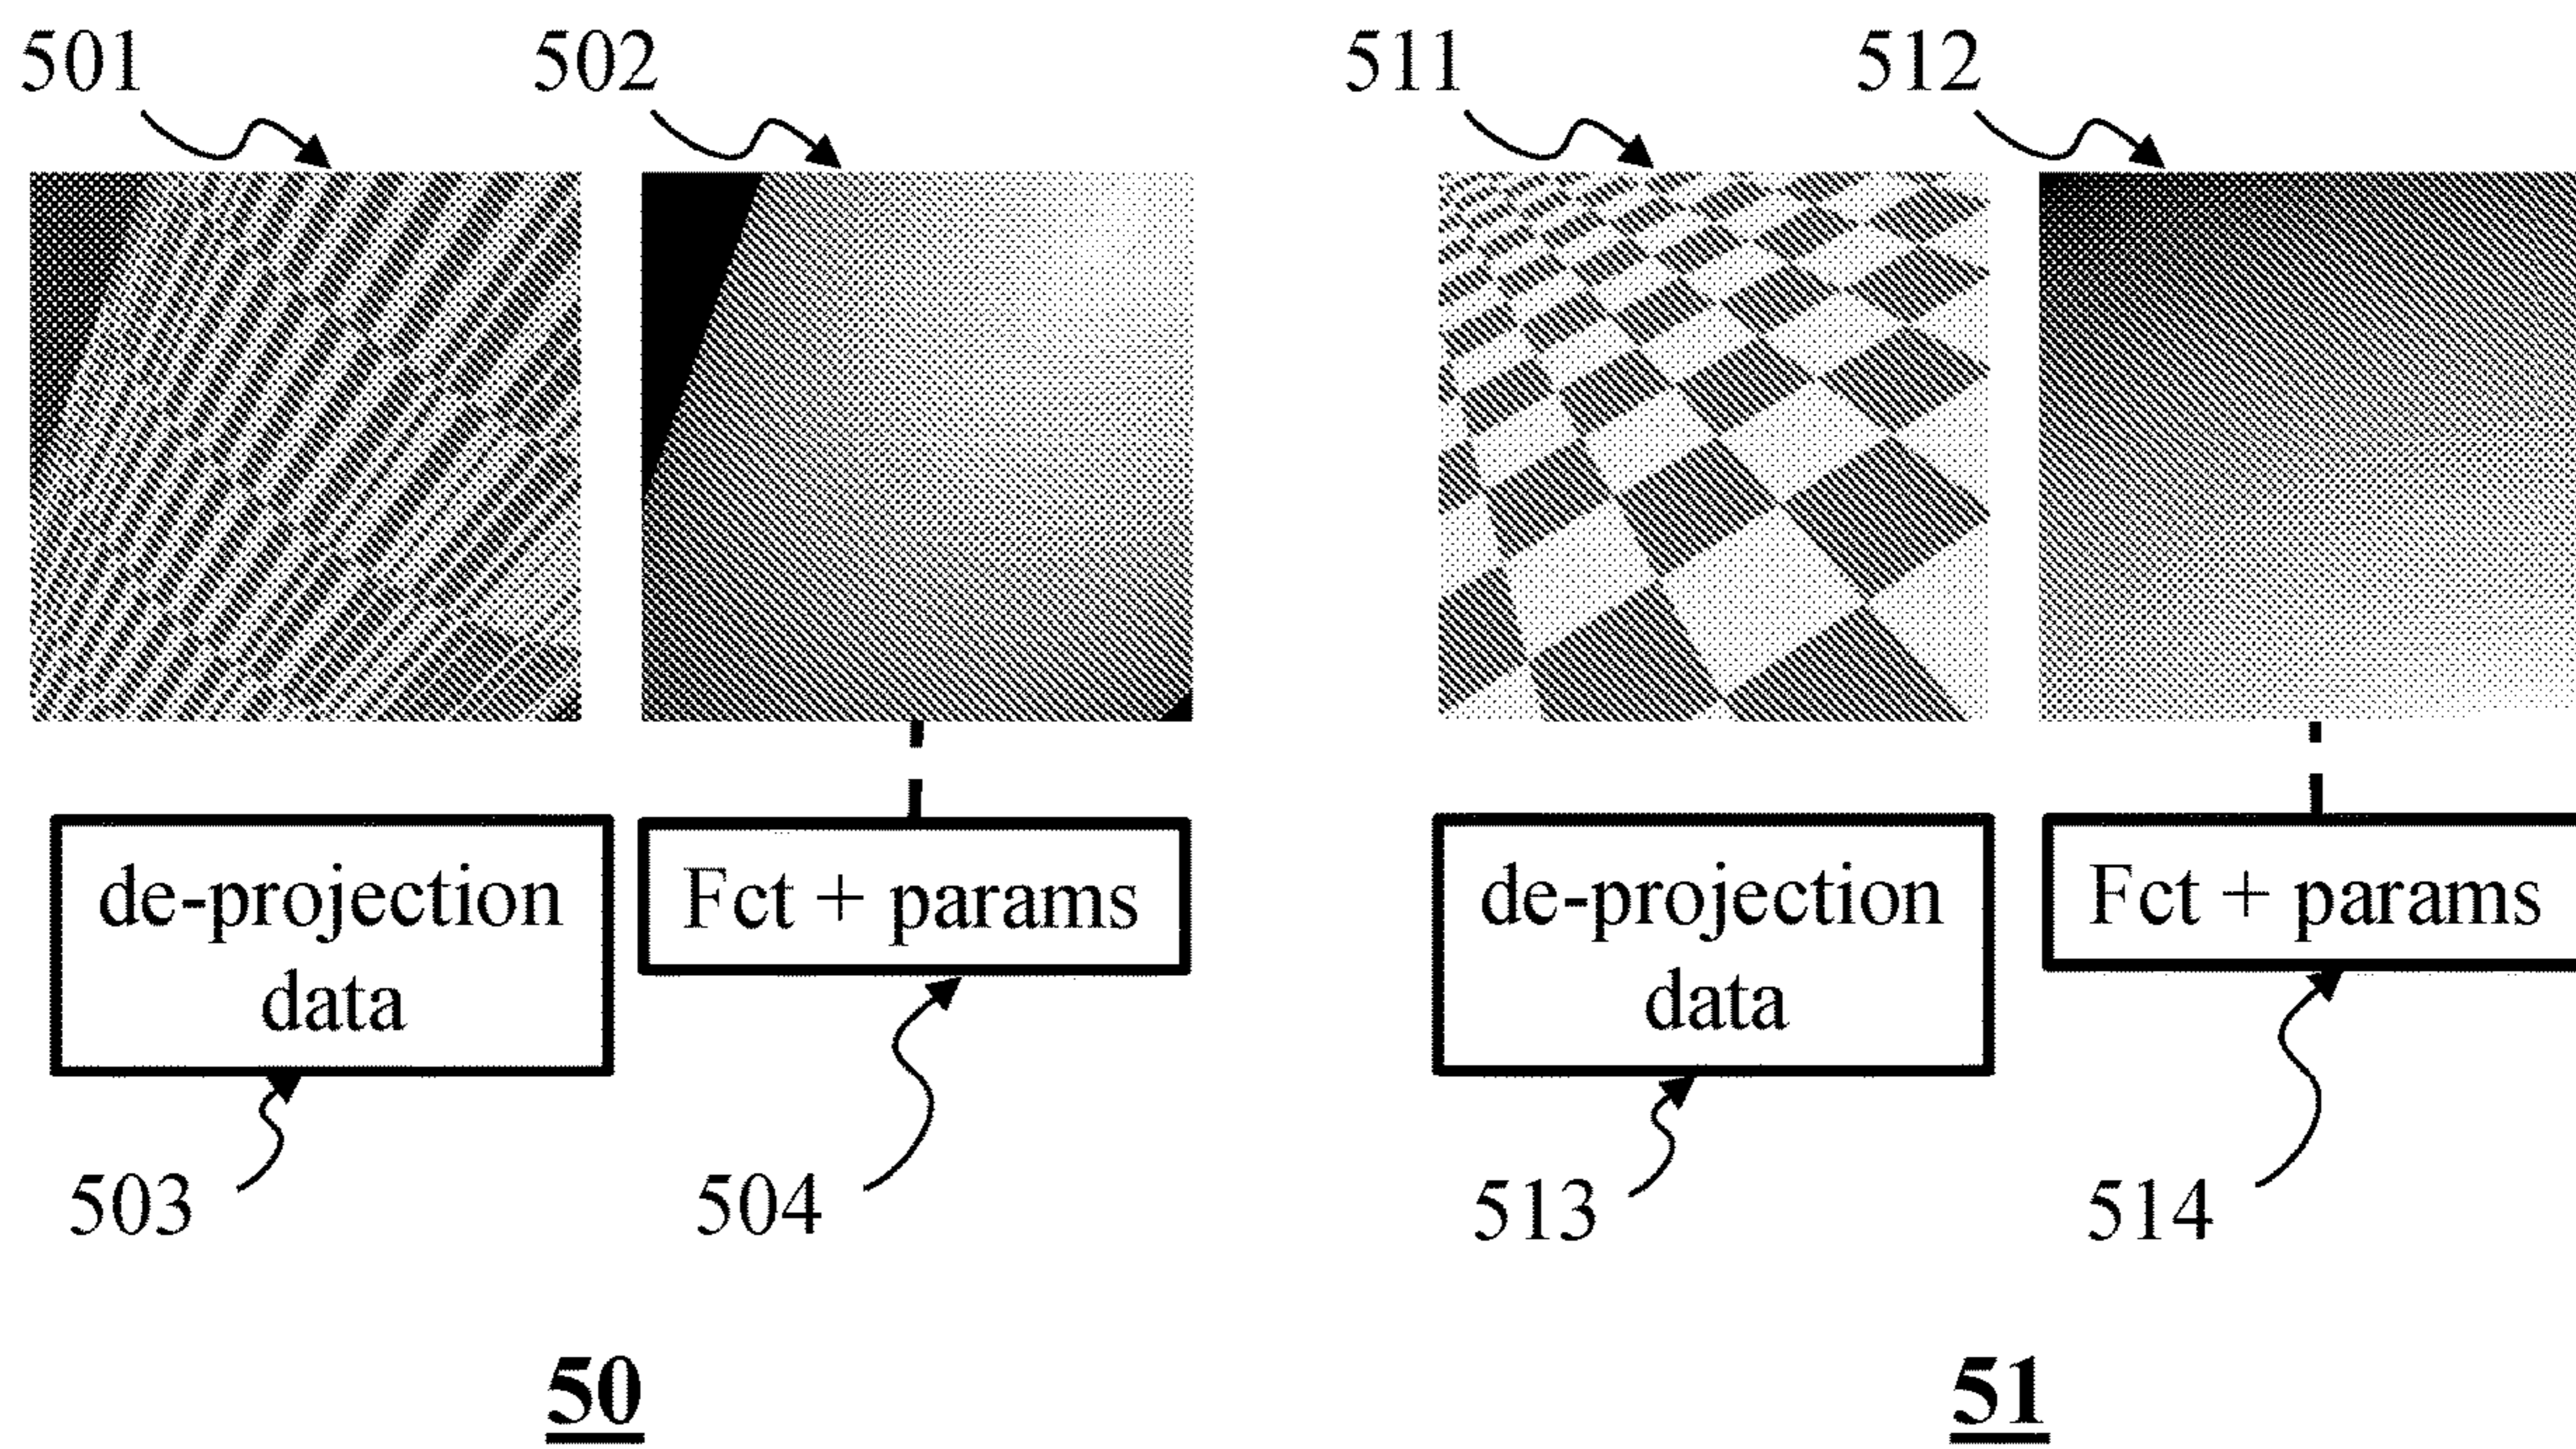 501 502 511 512
de-projection data
Fct + params
de-projection data
Fct + params
503 504 513 514
50 51